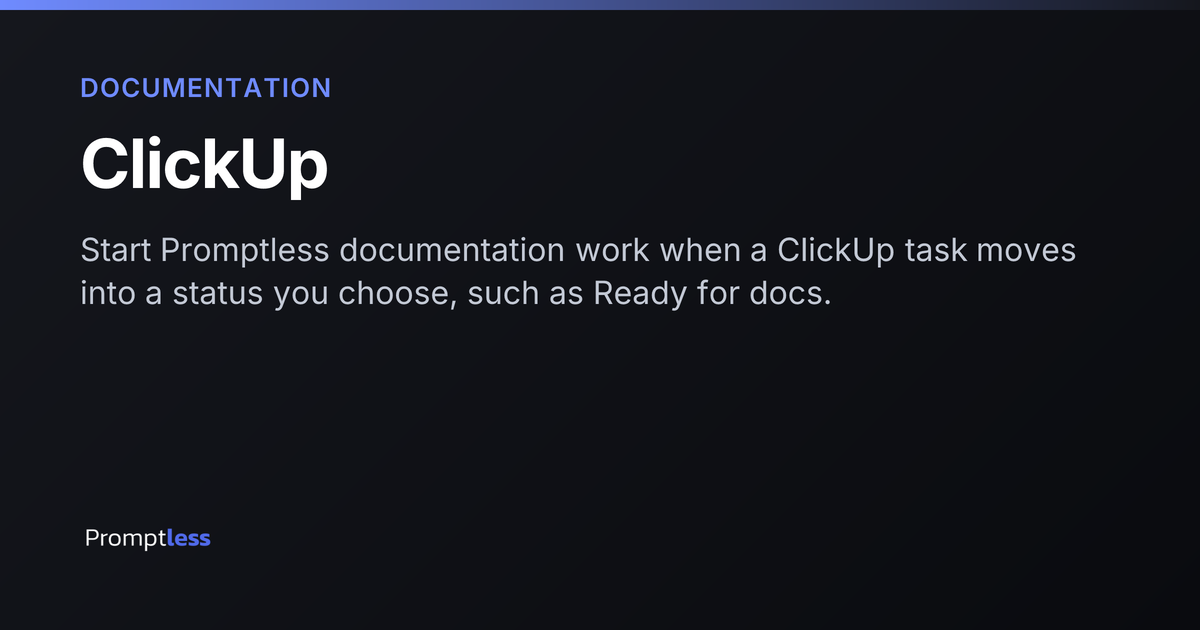 DOCUMENTATION
ClickUp
Start Promptless documentation work when a ClickUp task moves
into a status you choose, such as Ready for docs.
Promptless